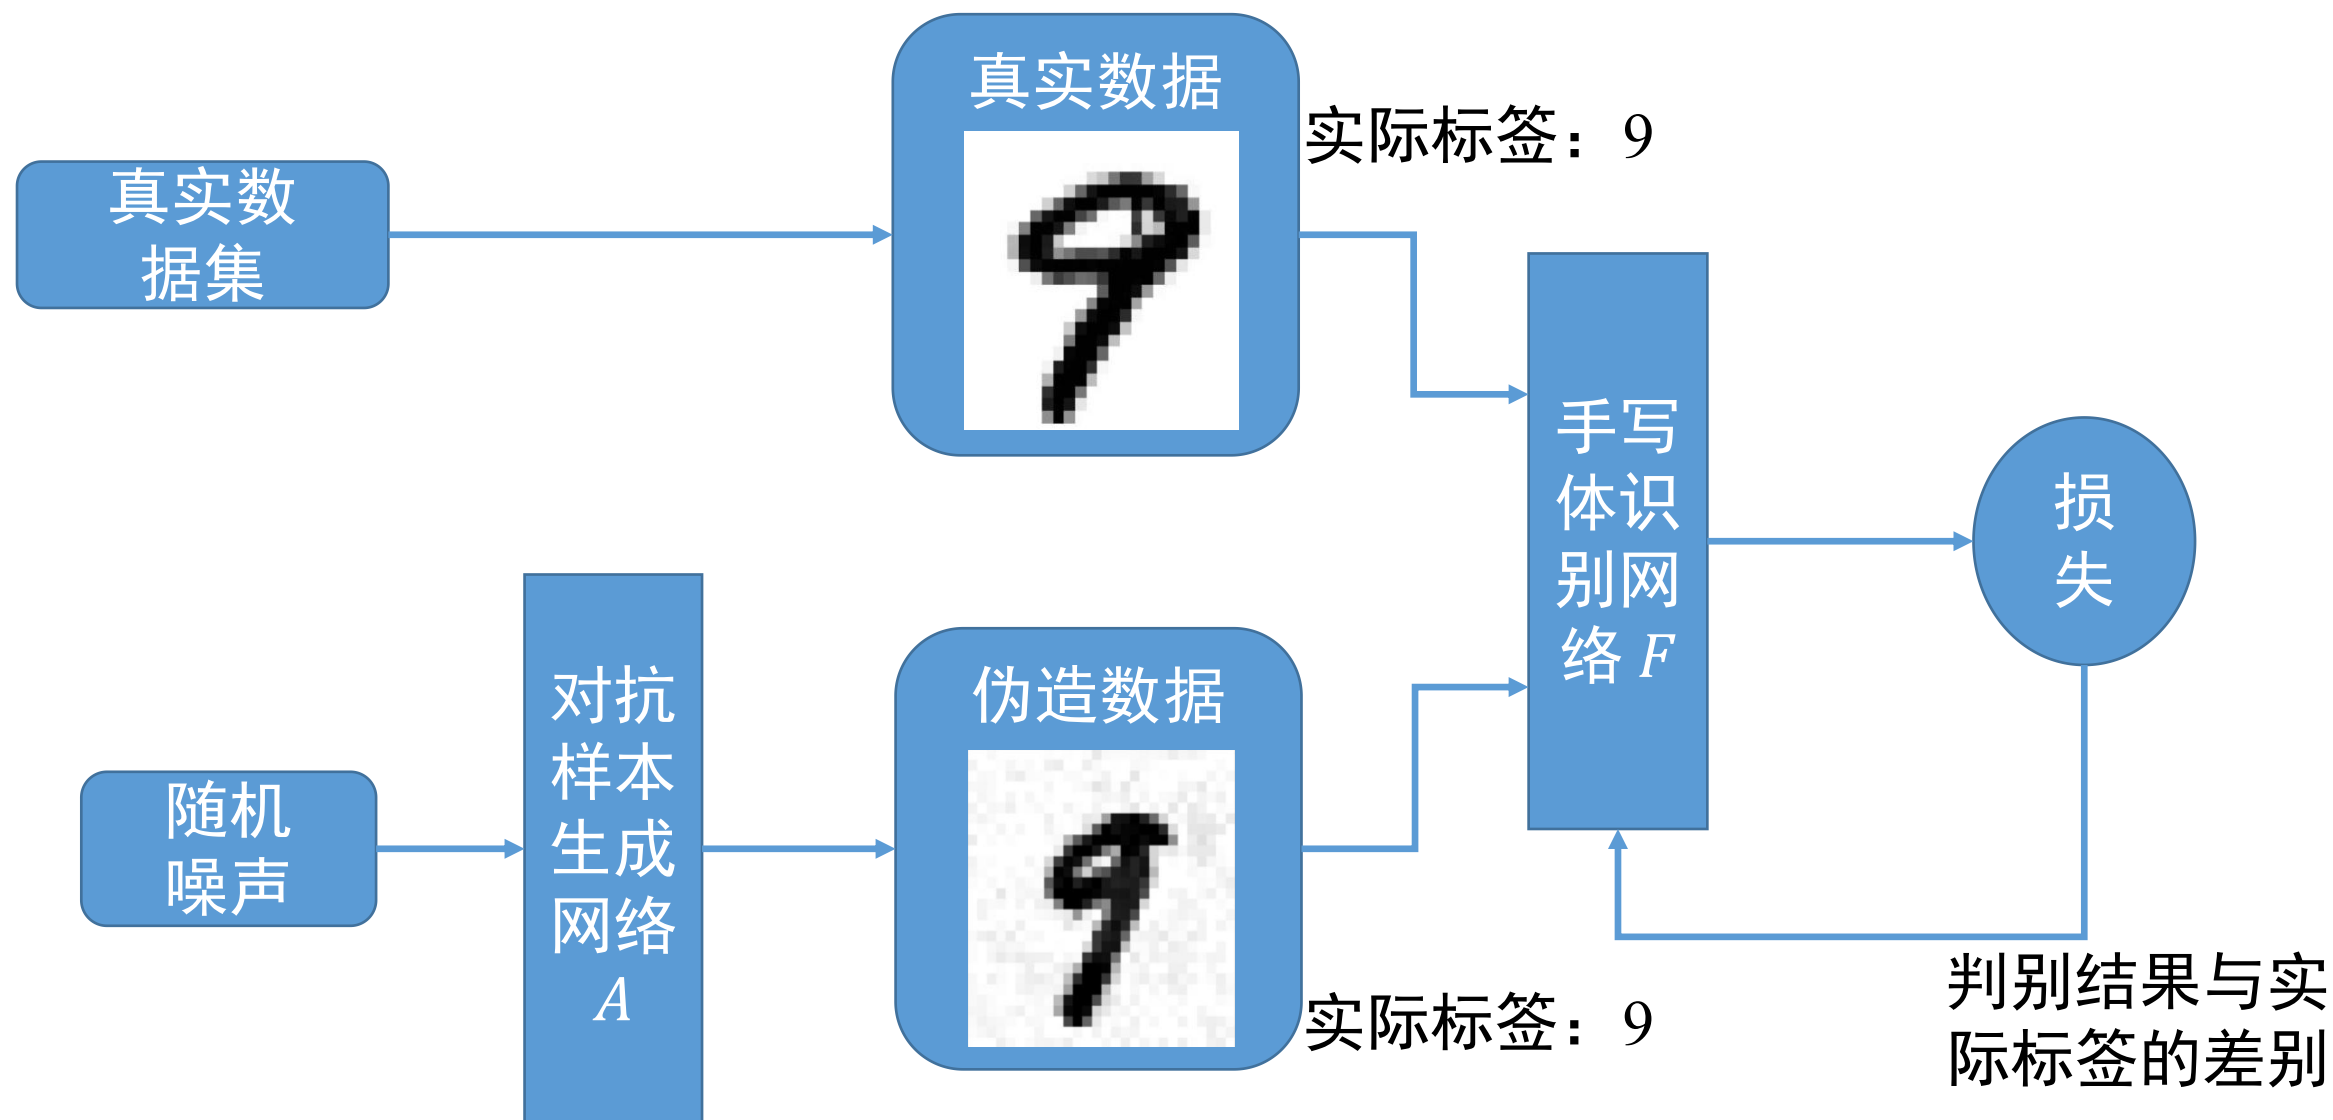 真实数据
实际标签：9
真实数
据集
手写
体识
别网
络 F
损
失
对抗
样本
生成
网络
A
伪造数据
随机
噪声
实际标签：9
判别结果与实
际标签的差别